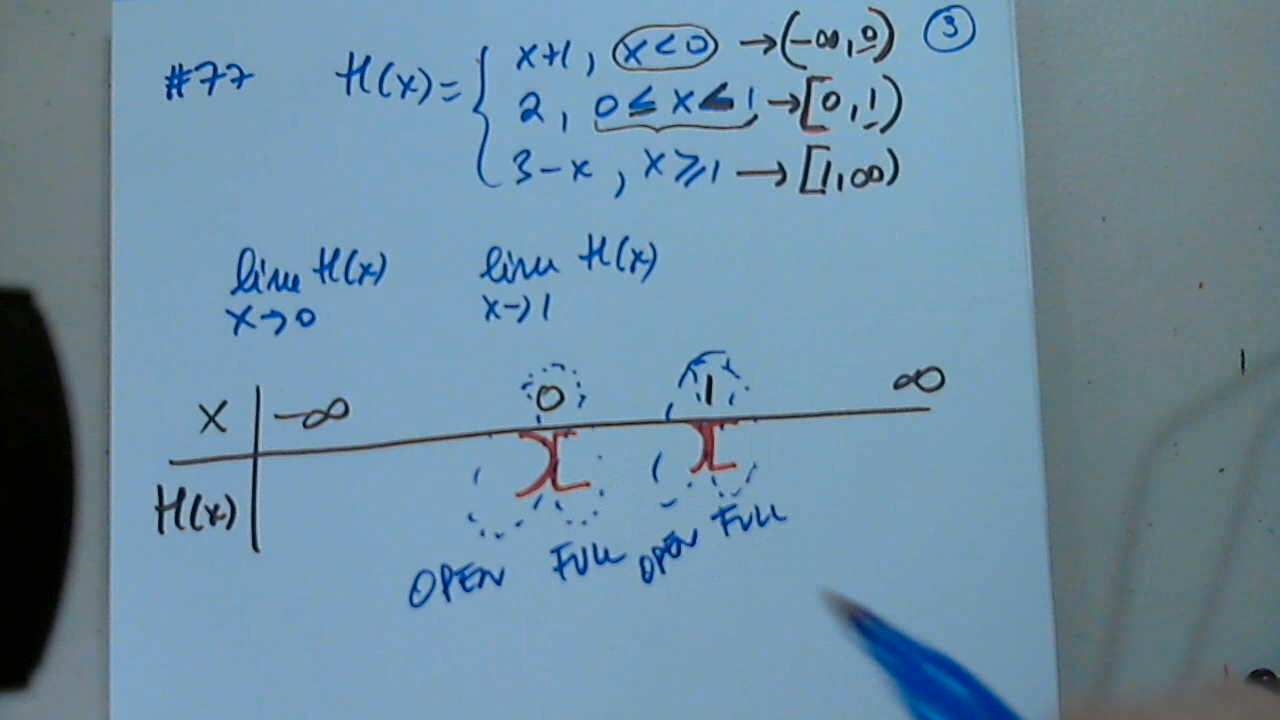 #77 H(x)= { x+1, x<0 → (-∞,0) ③
2, 0≤x<1 → [0,1)
3-x, x≥1 → [1,∞)
lim H(x) lim H(x)
x→0 x→1
x | -∞ 0 1 ∞
H(x) | )[ )[
OPEN FULL OPEN FULL